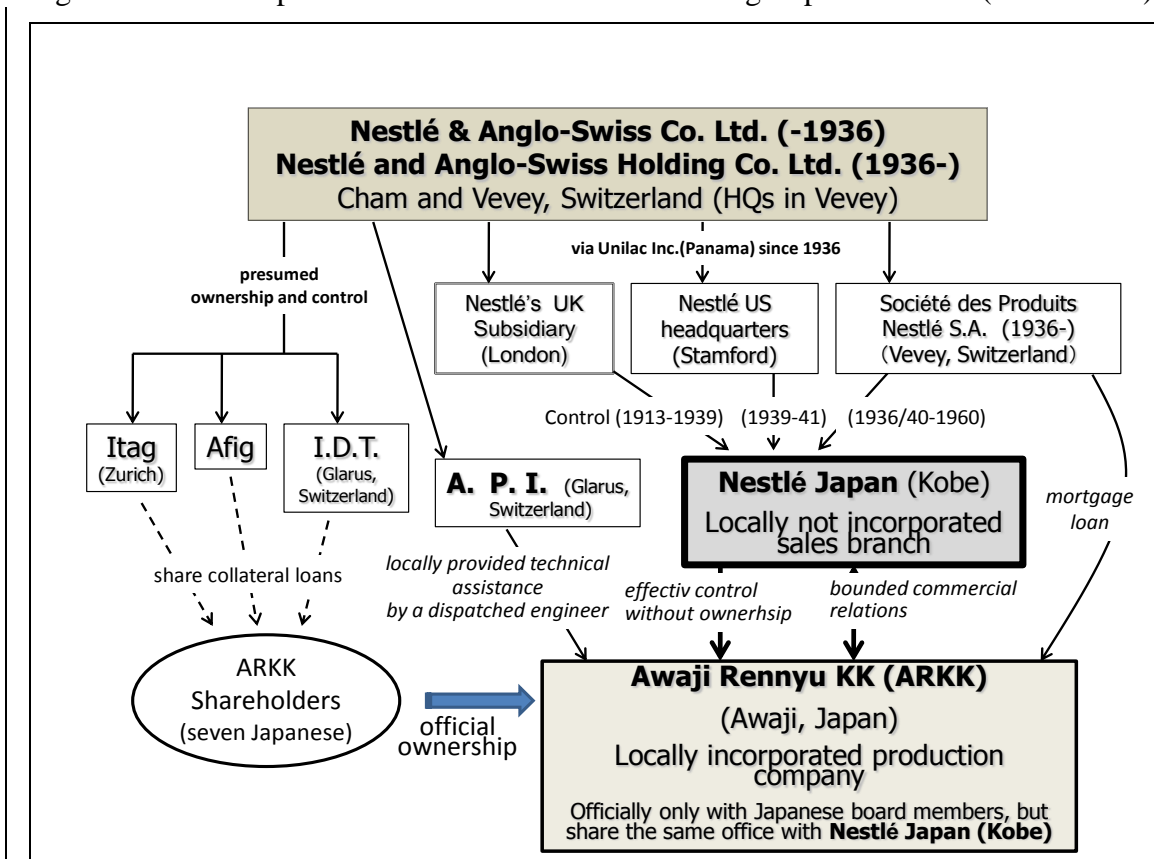 Nestlé & Anglo-Swiss Co. Ltd. (-1936)
Nestlé and Anglo-Swiss Holding Co. Ltd. (1936-)
Cham and Vevey, Switzerland (HQs in Vevey)
via Unilac Inc.(Panama) since 1936
presumed
ownership and control
Nestlé's UK
Subsidiary
(London)
Nestlé US
headquarters
(Stamford)
Société des Produits
Nestlé S.A. (1936-)
(Vevey, Switzerland)
Control (1913-1939) (1939-41) (1936/40-1960)
Itag
(Zurich)
Afig
I.D.T.
(Glarus,
Switzerland)
A. P. I. (Glarus,
Switzerland)
Nestlé Japan (Kobe)
Locally not incorporated
sales branch
mortgage
loan
share collateral loans
locally provided technical
assistance
by a dispatched engineer
effectiv control
without ownerhsip
bounded commercial
relations
ARKK
Shareholders
(seven Japanese)
official
ownership
Awaji Rennyu KK (ARKK)
(Awaji, Japan)
Locally incorporated production
company
Officially only with Japanese board members, but
share the same office with Nestlé Japan (Kobe)